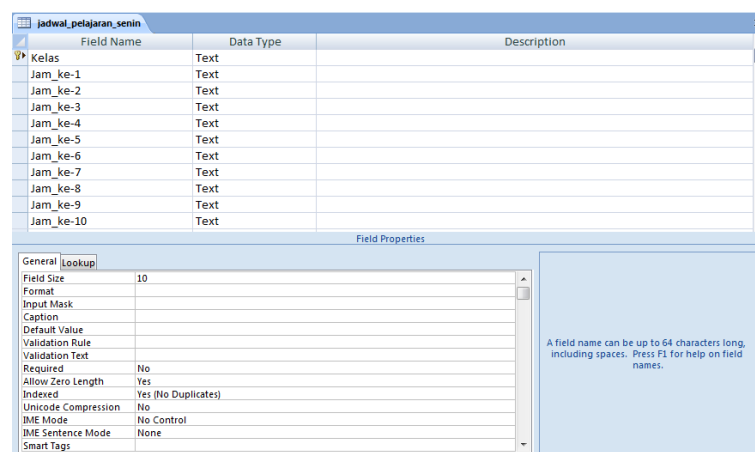 jadwal_pelajaran_senin
Field Name Data Type Description
Kelas Text
Jam_ke-1 Text
Jam_ke-2 Text
Jam_ke-3 Text
Jam_ke-4 Text
Jam_ke-5 Text
Jam_ke-6 Text
Jam_ke-7 Text
Jam_ke-8 Text
Jam_ke-9 Text
Jam_ke-10 Text
Field Properties
General Lookup
Field Size 10
Format
Input Mask
Caption
Default Value
Validation Rule
Validation Text
Required No
Allow Zero Length Yes
Indexed Yes (No Duplicates)
Unicode Compression No
IME Mode No Control
IME Sentence Mode None
Smart Tags
A field name can be up to 64 characters long,
including spaces. Press F1 for help on field
names.